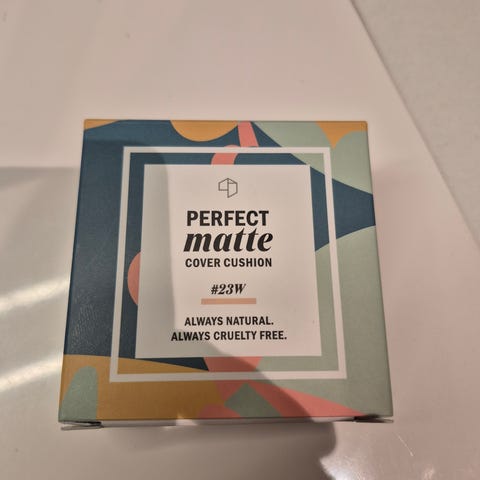 PERFECT
matte
COVER CUSHION
#23W
ALWAYS NATURAL.
ALWAYS CRUELTY FREE.